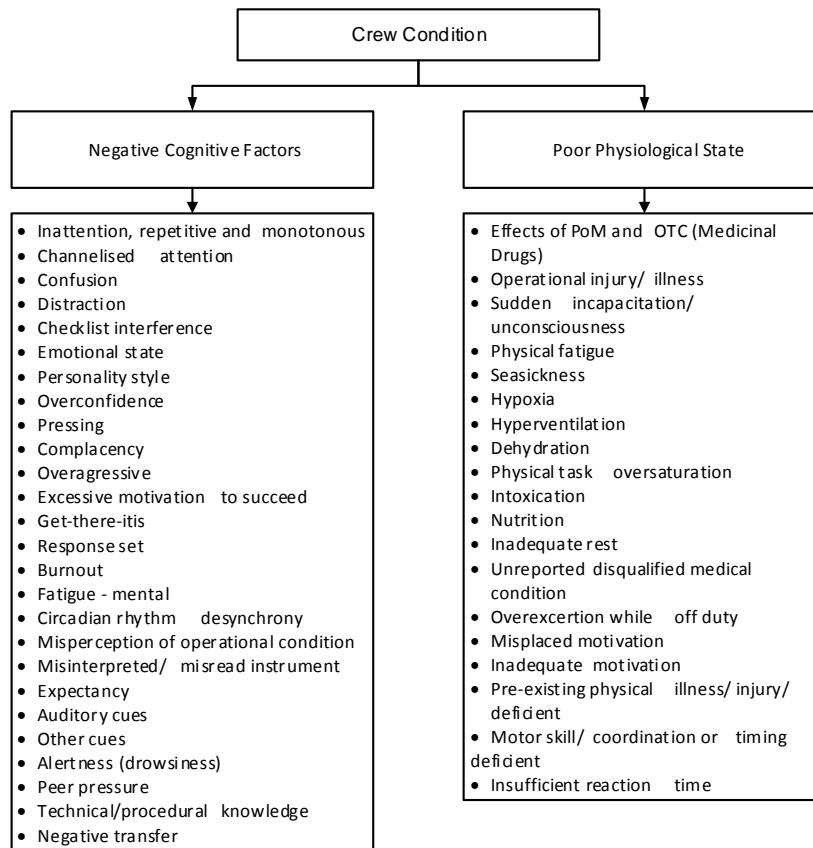 Crew Condition
Negative Cognitive Factors
• Inattention, repetitive and monotonous
• Channelised attention
• Confusion
• Distraction
• Checklist interference
• Emotional state
• Personality style
• Overconfidence
• Pressing
• Complacency
• Overagressive
• Excessive motivation to succeed
• Get-there-itis
• Response set
• Burnout
• Fatigue - mental
• Circadian rhythm desynchrony
• Misperception of operational condition
• Misinterpreted/ misread instrument
• Expectancy
• Auditory cues
• Other cues
• Alertness (drowsiness)
• Peer pressure
• Technical/procedural knowledge
• Negative transfer
Poor Physiological State
• Effects of PoM and OTC (Medicinal
Drugs)
• Operational injury/ illness
• Sudden incapacitation/
unconsciousness
• Physical fatigue
• Seasickness
• Hypoxia
• Hyperventilation
• Dehydration
• Physical task oversaturation
• Intoxication
• Nutrition
• Inadequate rest
• Unreported disqualified medical
condition
• Overexcertion while off duty
• Misplaced motivation
• Inadequate motivation
• Pre-existing physical illness/ injury/
deficient
• Motor skill/ coordination or timing
deficient
• Insufficient reaction time